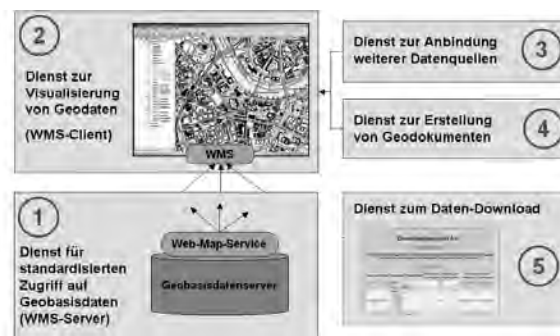 2
Dienst zur
Visualisierung
von Geodaten
(WMS-Client)
WMS
Dienst zur Anbindung
weiterer Datenquellen
3
Dienst zur Erstellung
von Geodokumenten
4
1
Dienst für
standardisierten
Zugriff auf
Geobasisdaten
(WMS-Server)
Web-Map-Service
Geobasisdatenserver
Dienst zum Daten-Download
5